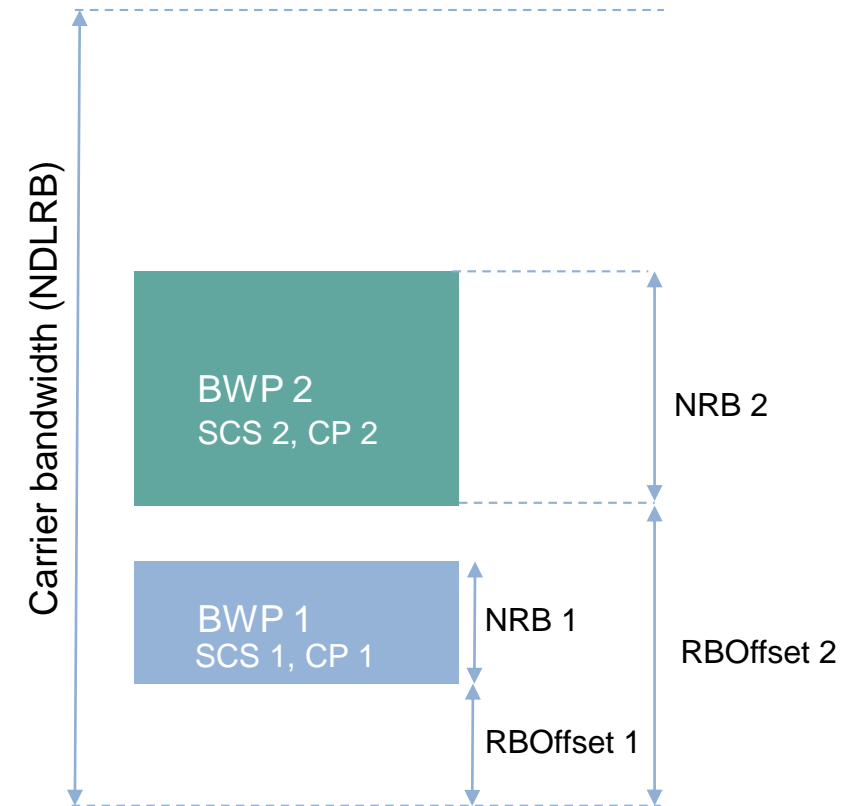 Carrier bandwidth (NDLRB)
BWP 2
SCS 2, CP 2
NRB 2
BWP 1
SCS 1, CP 1
NRB 1
RBOffset 2
RBOffset 1